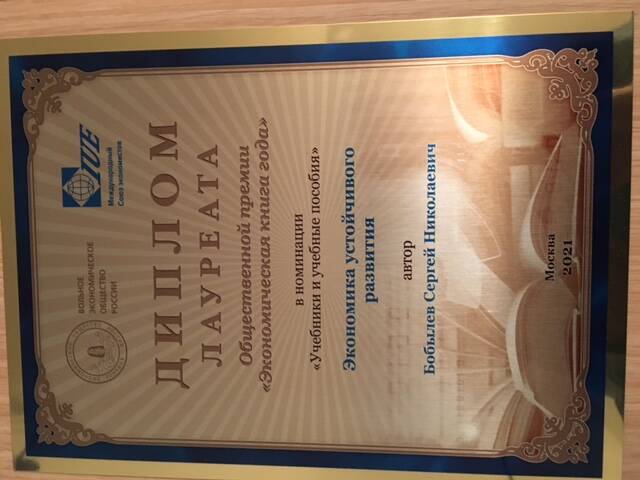 ВОЛЬНОЕ
ЭКОНОМИЧЕСКОЕ
ОБЩЕСТВО
РОССИИ
IUE
Международный
Союз экономистов
ДИПЛОМ
ЛАУРЕАТА
Общественной премии
«Экономическая книга года»
в номинации
«Учебники и учебные пособия»
Экономика устойчивого
развития
автор
Бобылев Сергей Николаевич
Москва
2021